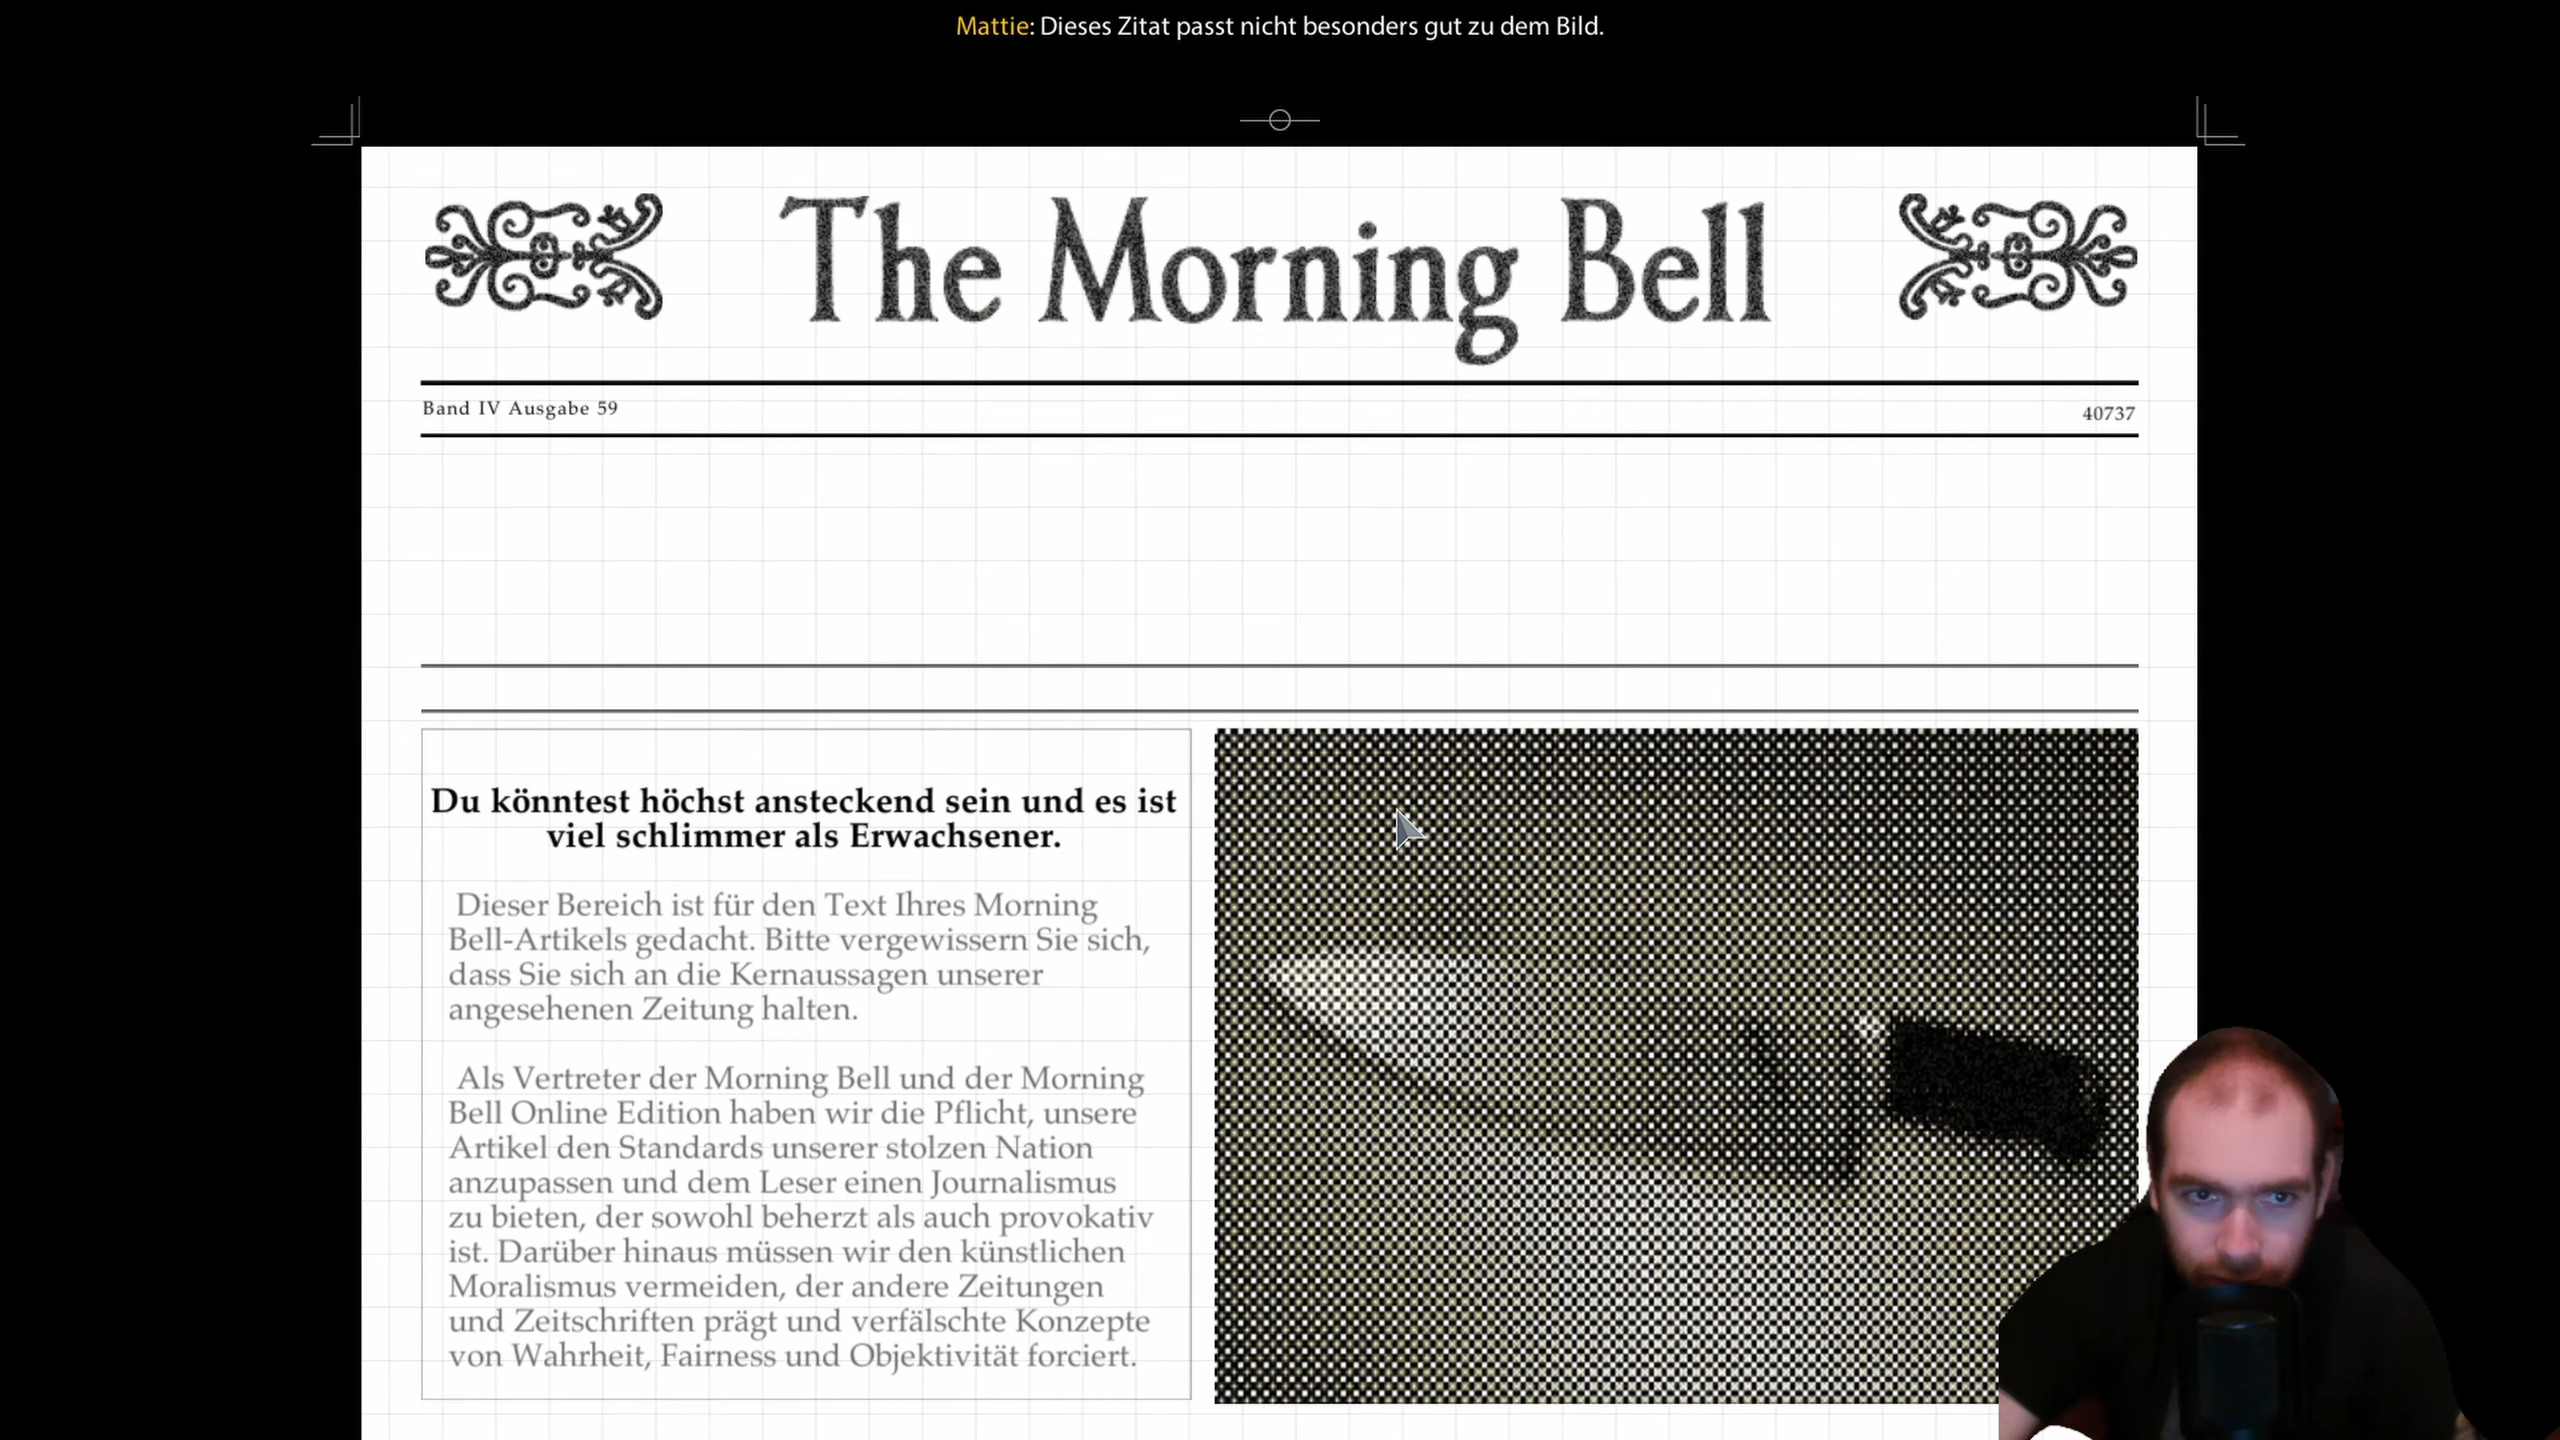 Mattie: Dieses Zitat passt nicht besonders gut zu dem Bild.
The Morning Bell
Band IV Ausgabe 59
40737
Du könntest höchst ansteckend sein und es ist
viel schlimmer als Erwachsener.
Dieser Bereich ist für den Text Ihres Morning
Bell-Artikels gedacht. Bitte vergewissern Sie sich,
dass Sie sich an die Kernaussagen unserer
angesehenen Zeitung halten.
Als Vertreter der Morning Bell und der Morning
Bell Online Edition haben wir die Pflicht, unsere
Artikel den Standards unserer stolzen Nation
anzupassen und dem Leser einen Journalismus
zu bieten, der sowohl beherzt als auch provokativ
ist. Darüber hinaus müssen wir den künstlichen
Moralismus vermeiden, der andere Zeitungen
und Zeitschriften prägt und verfälschte Konzepte
von Wahrheit, Fairness und Objektivität forciert.